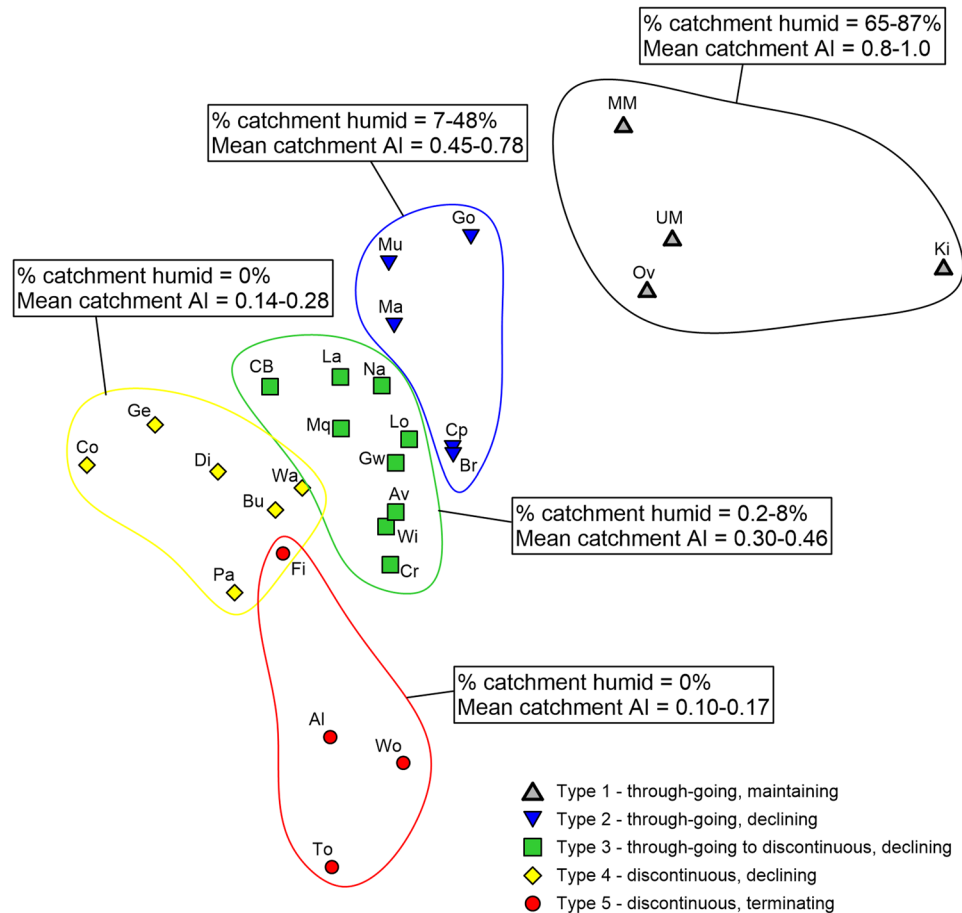 % catchment humid = 65-87%
Mean catchment AI = 0.8-1.0
MM
% catchment humid = 7-48%
Mean catchment AI = 0.45-0.78
Go
UM
Mu
Ki
Ov
% catchment humid = 0%
Mean catchment AI = 0.14-0.28
Ma
La
CB
Na
Ge
Mq
Lo
Cp
Co
Di
Gw
Br
Wa
Bu
Av
% catchment humid = 0.2-8%
Mean catchment AI = 0.30-0.46
Wi
Fi
Cr
Pa
% catchment humid = 0%
Mean catchment AI = 0.10-0.17
Al
Wo
Type 1 - through-going, maintaining
Type 2 - through-going, declining
To
Type 3 - through-going to discontinuous, declining
Type 4 - discontinuous, declining
Type 5 - discontinuous, terminating